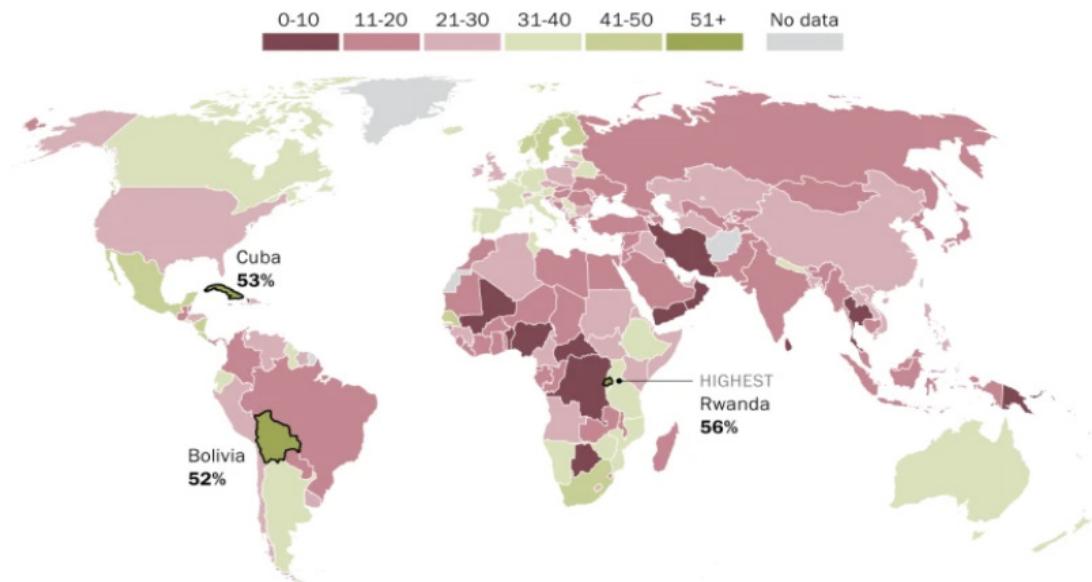 0-10 11-20 21-30 31-40 41-50 51+ No data
Cuba
53%
HIGHEST
Rwanda
56%
Bolivia
52%